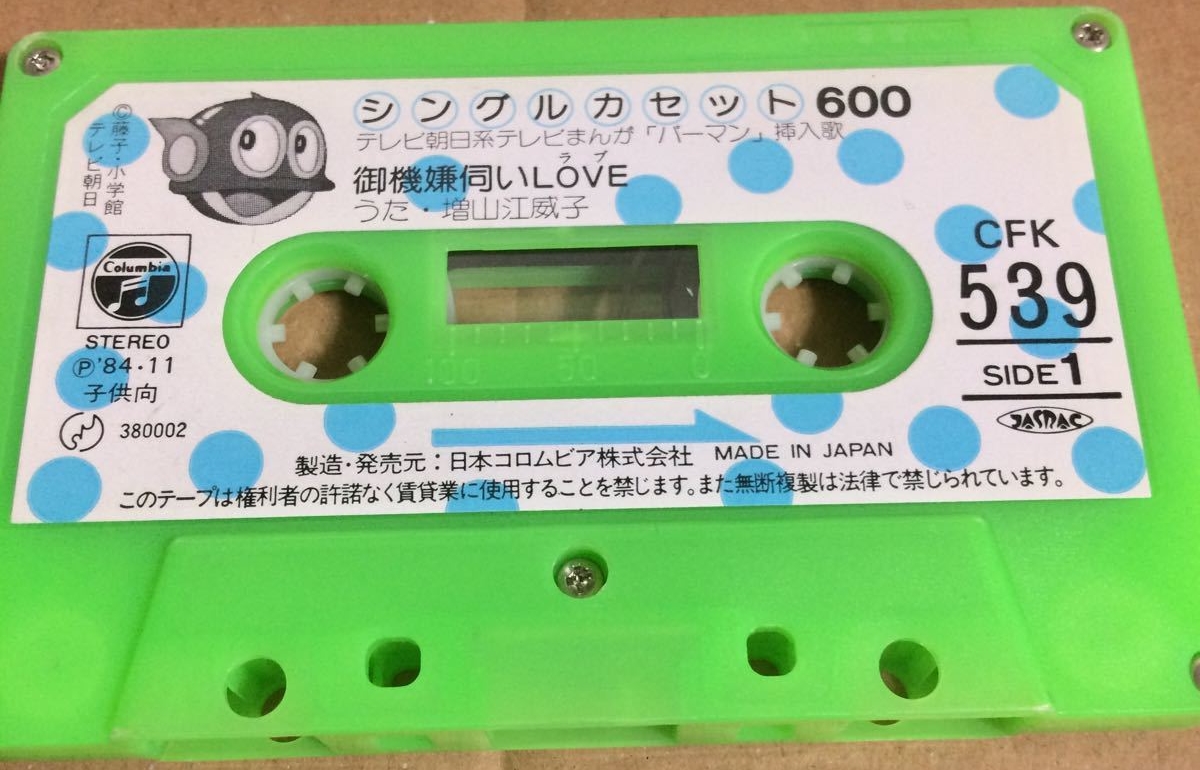 シングルカセット 600
テレビ朝日系テレビまんが「パーマン」挿入歌
ラブ
御機嫌伺いLOVE
うた・増山江威子
©藤子・小学館
テレビ朝日
Columbia
STEREO
Ⓟ'84・11
子供向
380002
CFK
539
SIDE 1
JASRAC
100 50 0
製造・発売元：日本コロムビア株式会社 MADE IN JAPAN
このテープは権利者の許諾なく賃貸業に使用することを禁じます。また無断複製は法律で禁じられています。